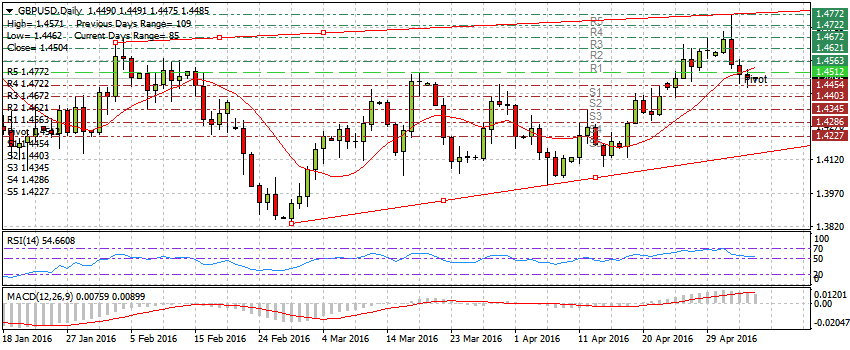 GBPUSD,Daily 1.4490 1.4491 1.4475 1.4485
High= 1.4571 Previous Days Range= 109
Low= 1.4462 Current Days Range= 85
Close= 1.4504
R5 1.4772
R4 1.4722
R3 1.4672
R2 1.4621
R1 1.4563
Pivot
S1 1.4454
S2 1.4403
S3 1.4345
S4 1.4286
S5 1.4227
R5
R4
R3
R2
R1
Pivot
S1
S2
S3
1.4772
1.4722
1.4672
1.4621
1.4563
1.4512
1.4454
1.4403
1.4345
1.4286
1.4227
1.4120
1.3970
1.3820
RSI(14) 54.6608
100
70
50
20
0
MACD(12,26,9) 0.00759 0.00899
0.01201
0.00
-0.02047
18 Jan 2016 27 Jan 2016 5 Feb 2016 15 Feb 2016 24 Feb 2016 4 Mar 2016 14 Mar 2016 23 Mar 2016 1 Apr 2016 11 Apr 2016 20 Apr 2016 29 Apr 2016